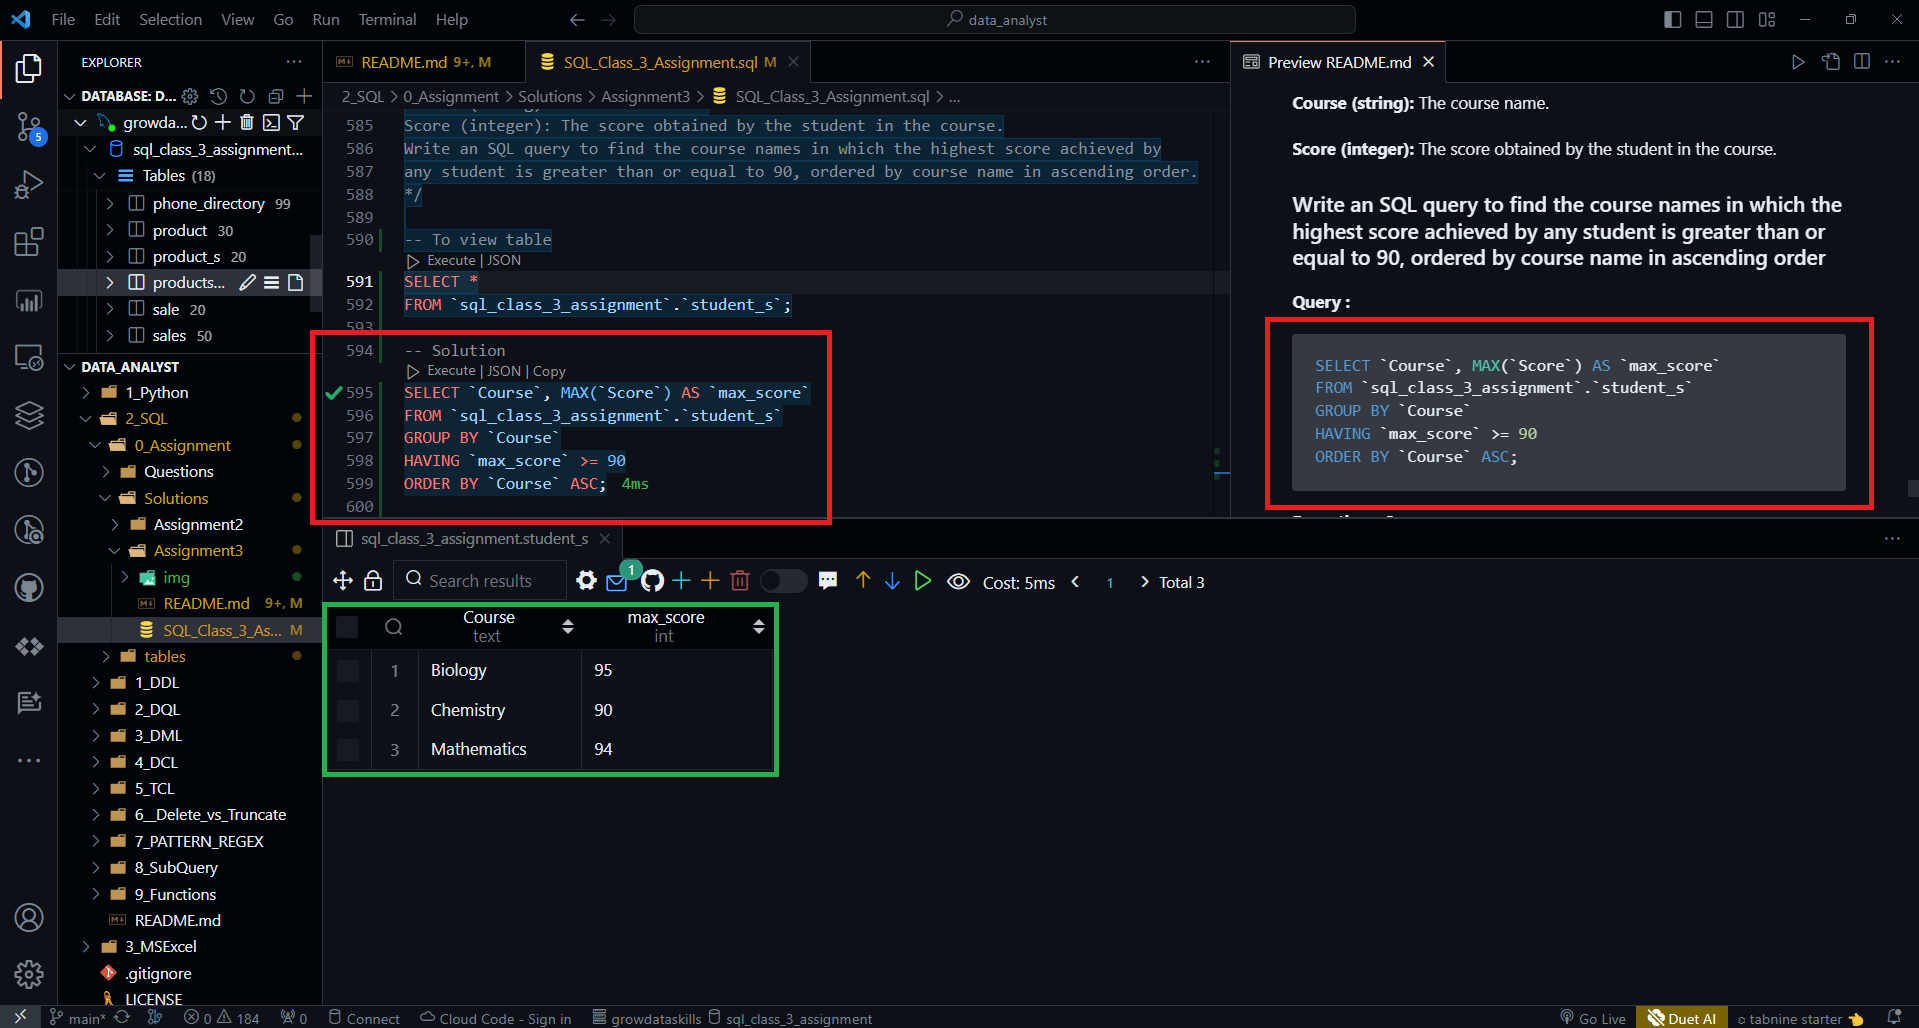 File Edit Selection View Go Run Terminal Help
data_analyst
EXPLORER
DATABASE: D...
growda...
sql_class_3_assignment...
Tables (18)
phone_directory 99
product 30
product_s 20
products...
sale 20
sales 50
DATA_ANALYST
1_Python
2_SQL
0_Assignment
Questions
Solutions
Assignment2
Assignment3
img
README.md 9+, M
SQL_Class_3_As... M
tables
1_DDL
2_DQL
3_DML
4_DCL
5_TCL
6__Delete_vs_Truncate
7_PATTERN_REGEX
8_SubQuery
9_Functions
README.md
3_MSExcel
.gitignore
LICENSE
5
README.md 9+, M
SQL_Class_3_Assignment.sql M
2_SQL > 0_Assignment > Solutions > Assignment3 > SQL_Class_3_Assignment.sql > ...
585 Score (integer): The score obtained by the student in the course.
586 Write an SQL query to find the course names in which the highest score achieved by
587 any student is greater than or equal to 90, ordered by course name in ascending order.
588 */
589
590 -- To view table
Execute | JSON
591 SELECT *
592 FROM `sql_class_3_assignment`.`student_s`;
593
594 -- Solution
Execute | JSON | Copy
595 SELECT `Course`, MAX(`Score`) AS `max_score`
596 FROM `sql_class_3_assignment`.`student_s`
597 GROUP BY `Course`
598 HAVING `max_score` >= 90
599 ORDER BY `Course` ASC; 4ms
600
Preview README.md
Course (string): The course name.
Score (integer): The score obtained by the student in the course.
Write an SQL query to find the course names in which the
highest score achieved by any student is greater than or
equal to 90, ordered by course name in ascending order
Query :
SELECT `Course`, MAX(`Score`) AS `max_score`
FROM `sql_class_3_assignment`.`student_s`
GROUP BY `Course`
HAVING `max_score` >= 90
ORDER BY `Course` ASC;
sql_class_3_assignment.student_s
Search results
1
Cost: 5ms < 1 > Total 3
Course max_score
text int
1 Biology 95
2 Chemistry 90
3 Mathematics 94
main* 0 184 0 Connect Cloud Code - Sign in growdataskills sql_class_3_assignment Go Live Duet AI tabnine starter